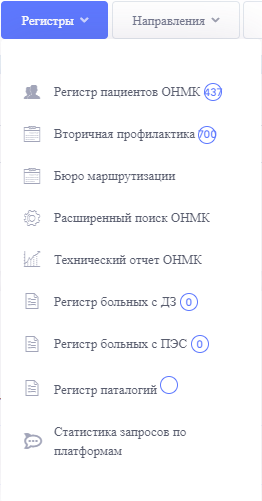 Регистры
Направления
Регистр пациентов ОНМК 437
Вторичная профилактика 700
Бюро маршрутизации
Расширенный поиск ОНМК
Технический отчет ОНМК
Регистр больных с ДЗ 0
Регистр больных с ПЭС 0
Регистр паталогий
Статистика запросов по
платформам